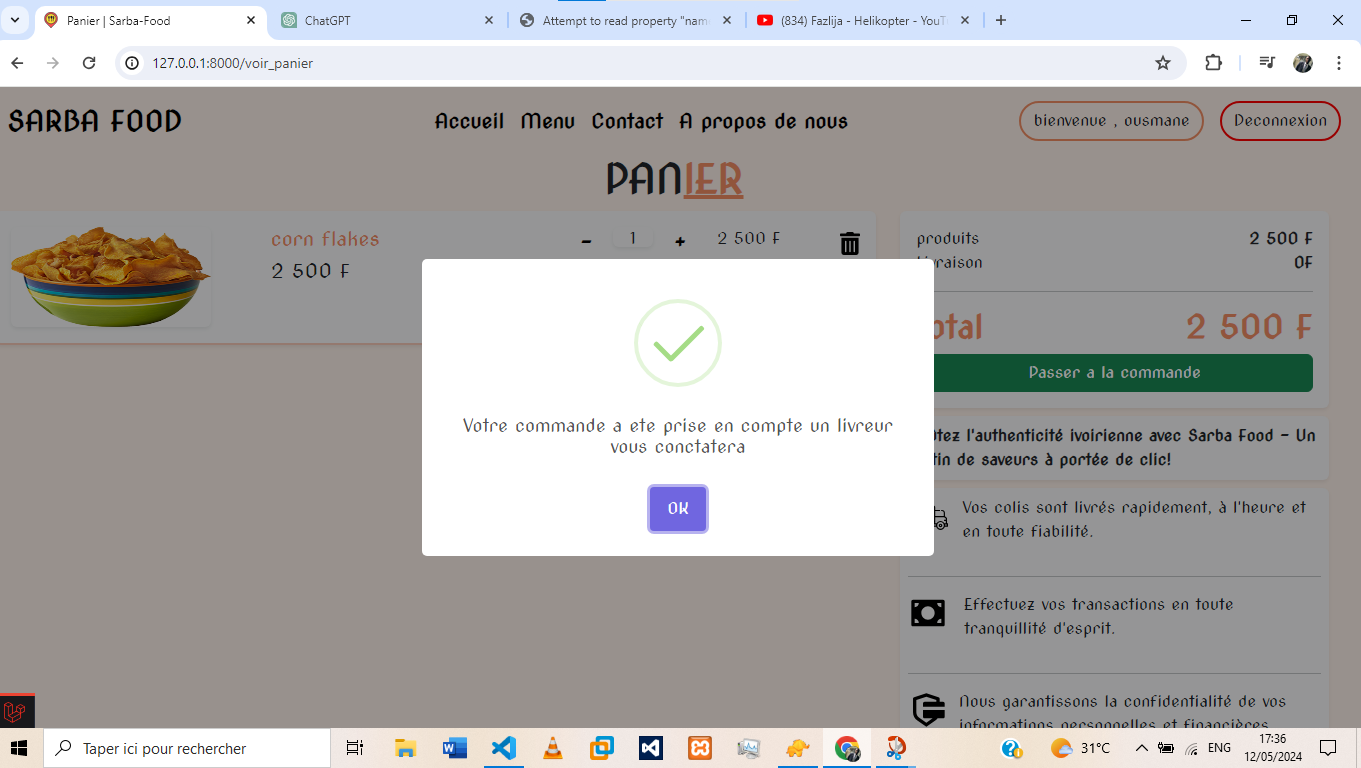 Panier | Sarba-Food
ChatGPT
Attempt to read property "nam
(834) Fazlija - Helikopter - YouT
127.0.0.1:8000/voir_panier
SARBA FOOD
Accueil Menu Contact A propos de nous
bienvenue , ousmane
Deconnexion
PANIER
corn flakes
2 500 F
- 1 + 2 500 F
produits 2 500 F
raison 0F
otal 2 500 F
Passer a la commande
Votre commande a ete prise en compte un livreur
vous conctatera
OK
tez l'authenticité ivoirienne avec Sarba Food - Un
tin de saveurs à portée de clic!
Vos colis sont livrés rapidement, à l'heure et
en toute fiabilité.
Effectuez vos transactions en toute
tranquillité d'esprit.
Nous garantissons la confidentialité de vos
informations personnelles et financières
Taper ici pour rechercher
31°C
ENG
17:36
12/05/2024